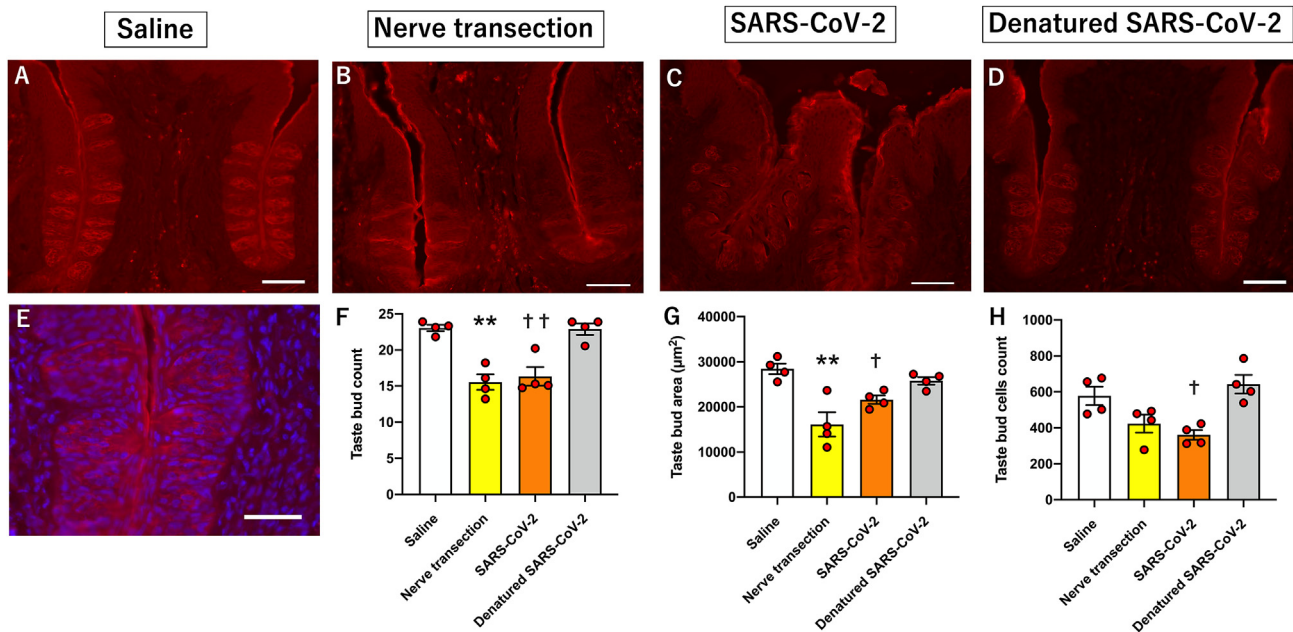 Saline
Nerve transection
SARS-CoV-2
Denatured SARS-CoV-2
A
B
C
D
E
F
Taste bud count
25
20
15
10
5
0
**
† †
Saline
Nerve transection
SARS-CoV-2
Denatured SARS-CoV-2
G
Taste bud area (μm²)
40000
30000
20000
10000
0
**
†
Saline
Nerve transection
SARS-CoV-2
Denatured SARS-CoV-2
H
Taste bud cells count
1000
800
600
400
200
0
†
Saline
Nerve transection
SARS-CoV-2
Denatured SARS-CoV-2